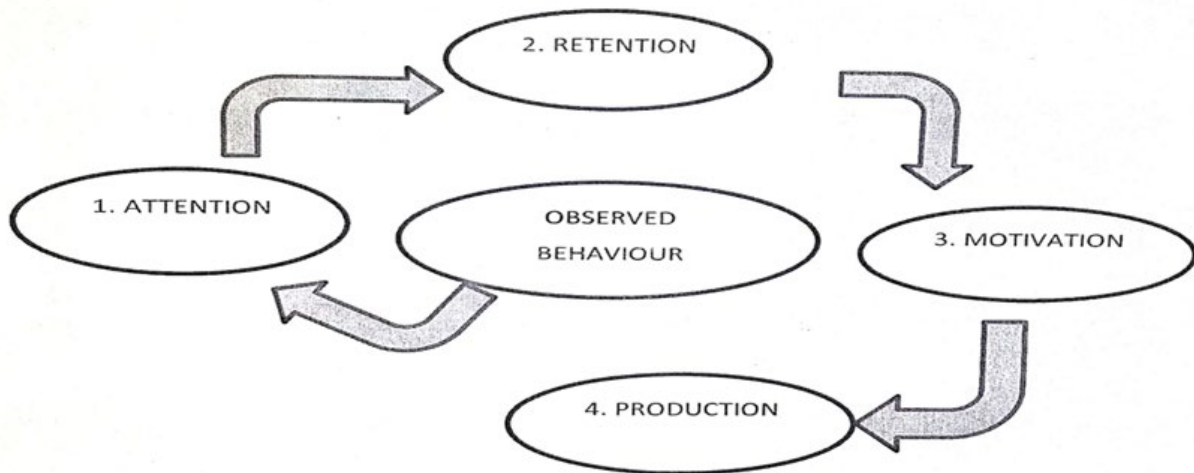 2. RETENTION
1. ATTENTION
OBSERVED
BEHAVIOUR
3. MOTIVATION
4. PRODUCTION